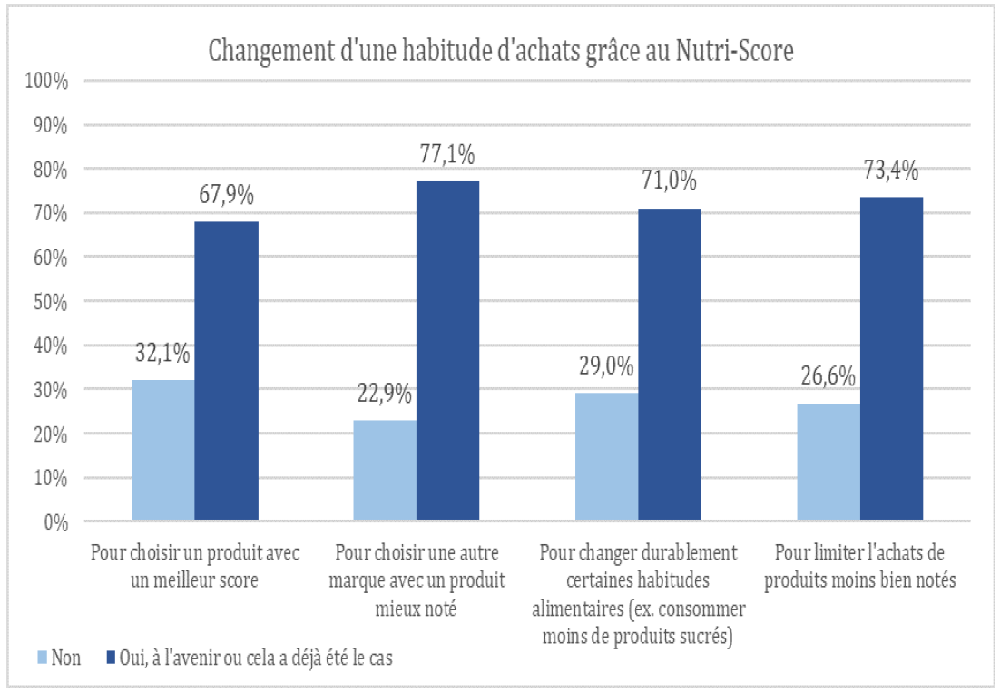 Changement d'une habitude d'achats grâce au Nutri-Score
100%
90%
80%
70%
60%
50%
40%
30%
20%
10%
0%
32,1%
67,9%
22,9%
77,1%
29,0%
71,0%
26,6%
73,4%
Pour choisir un produit avec
un meilleur score
Pour choisir une autre
marque avec un produit
mieux noté
Pour changer durablement
certaines habitudes
alimentaires (ex. consommer
moins de produits sucrés)
Pour limiter l'achats de
produits moins bien notés
Non
Oui, à l'avenir ou cela a déjà été le cas